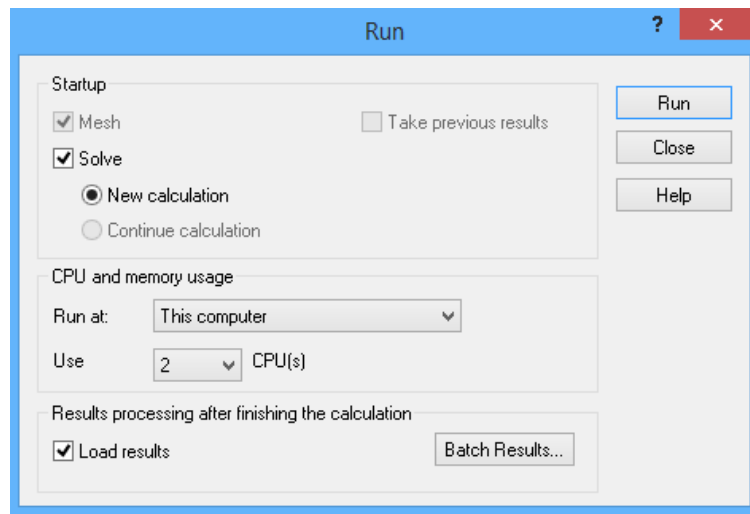 Run
?
Startup
Mesh
Take previous results
Run
Solve
Close
New calculation
Help
Continue calculation
CPU and memory usage
Run at: This computer
Use 2 CPU(s)
Results processing after finishing the calculation
Load results
Batch Results...